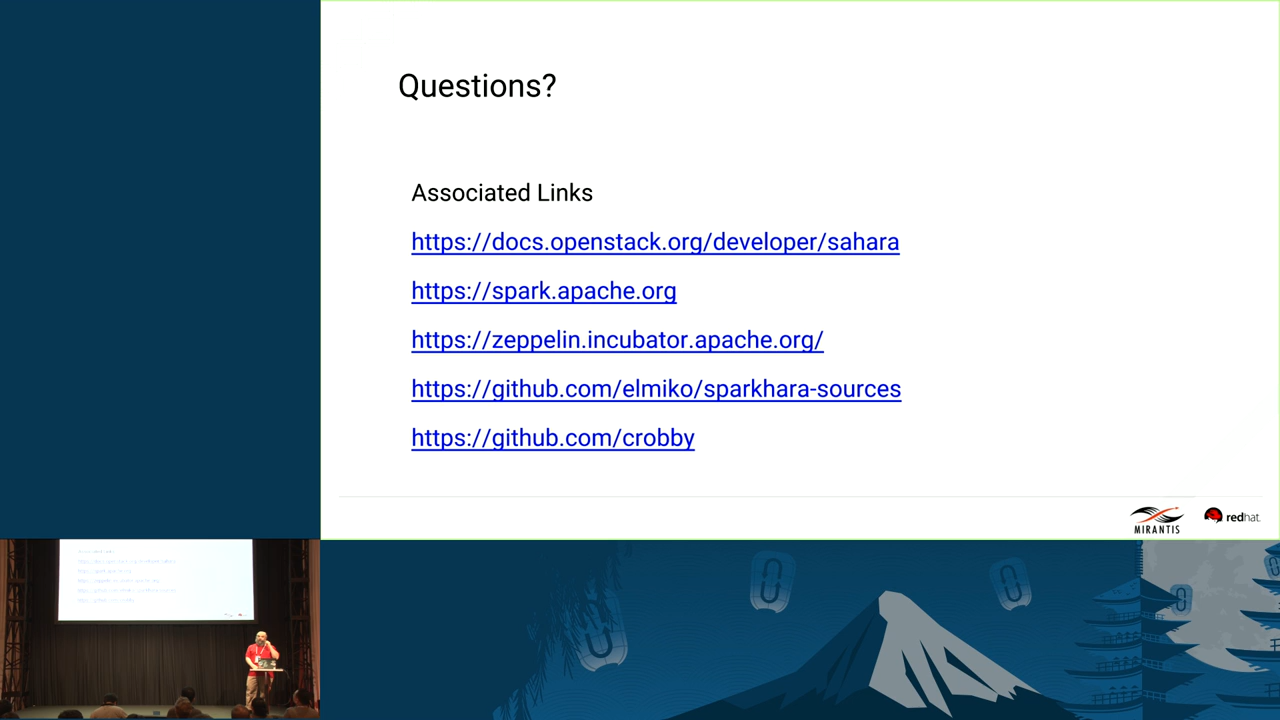 Questions?
Associated Links
https://docs.openstack.org/developer/sahara
https://spark.apache.org
https://zeppelin.incubator.apache.org/
https://github.com/elmiko/sparkhara-sources
https://github.com/crobby
MIRANTIS
redhat.